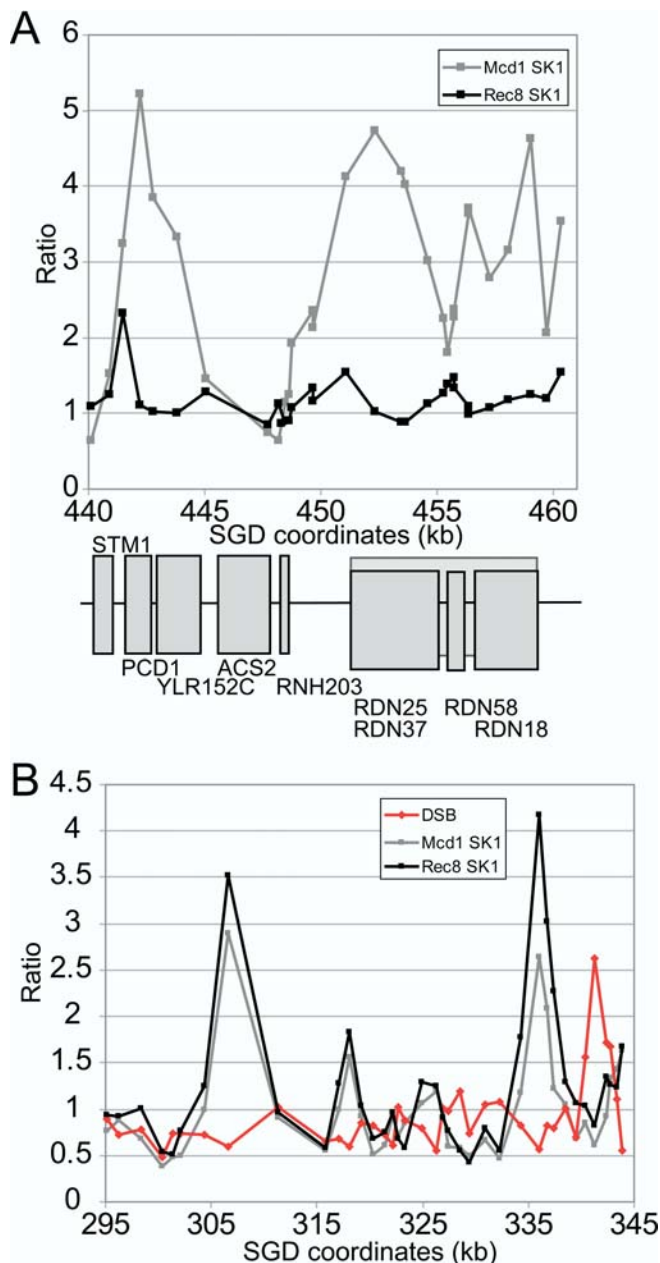 A
6
5
4
3
2
1
0
Ratio
Mcd1 SK1
Rec8 SK1
440 445 450 455 460
SGD coordinates (kb)
STM1
PCD1 ACS2
YLR152C RNH203
RDN25 RDN58
RDN37 RDN18
B
4.5
4
3.5
3
2.5
2
1.5
1
0.5
0
Ratio
DSB
Mcd1 SK1
Rec8 SK1
295 305 315 325 335 345
SGD coordinates (kb)